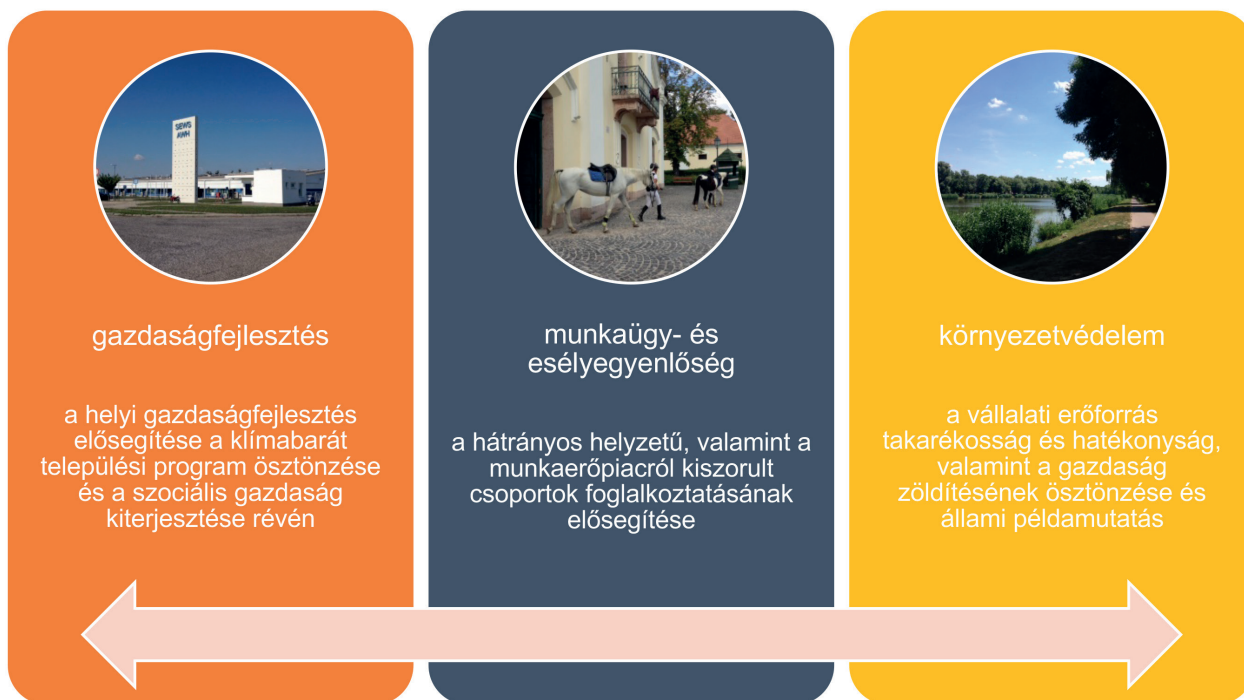 SEWS
AWH
gazdaságfejlesztés
a helyi gazdaságfejlesztés
elősegítése a klímabarát
települési program ösztönzése
és a szociális gazdaság
kiterjesztése révén
munkaügy- és
esélyegyenlőség
a hátrányos helyzetű, valamint a
munkaerőpiacról kiszorult
csoportok foglalkoztatásának
elősegítése
környezetvédelem
a vállalati erőforrás
takarékosság és hatékonyság,
valamint a gazdaság
zöldítésének ösztönzése és
állami példamutatás